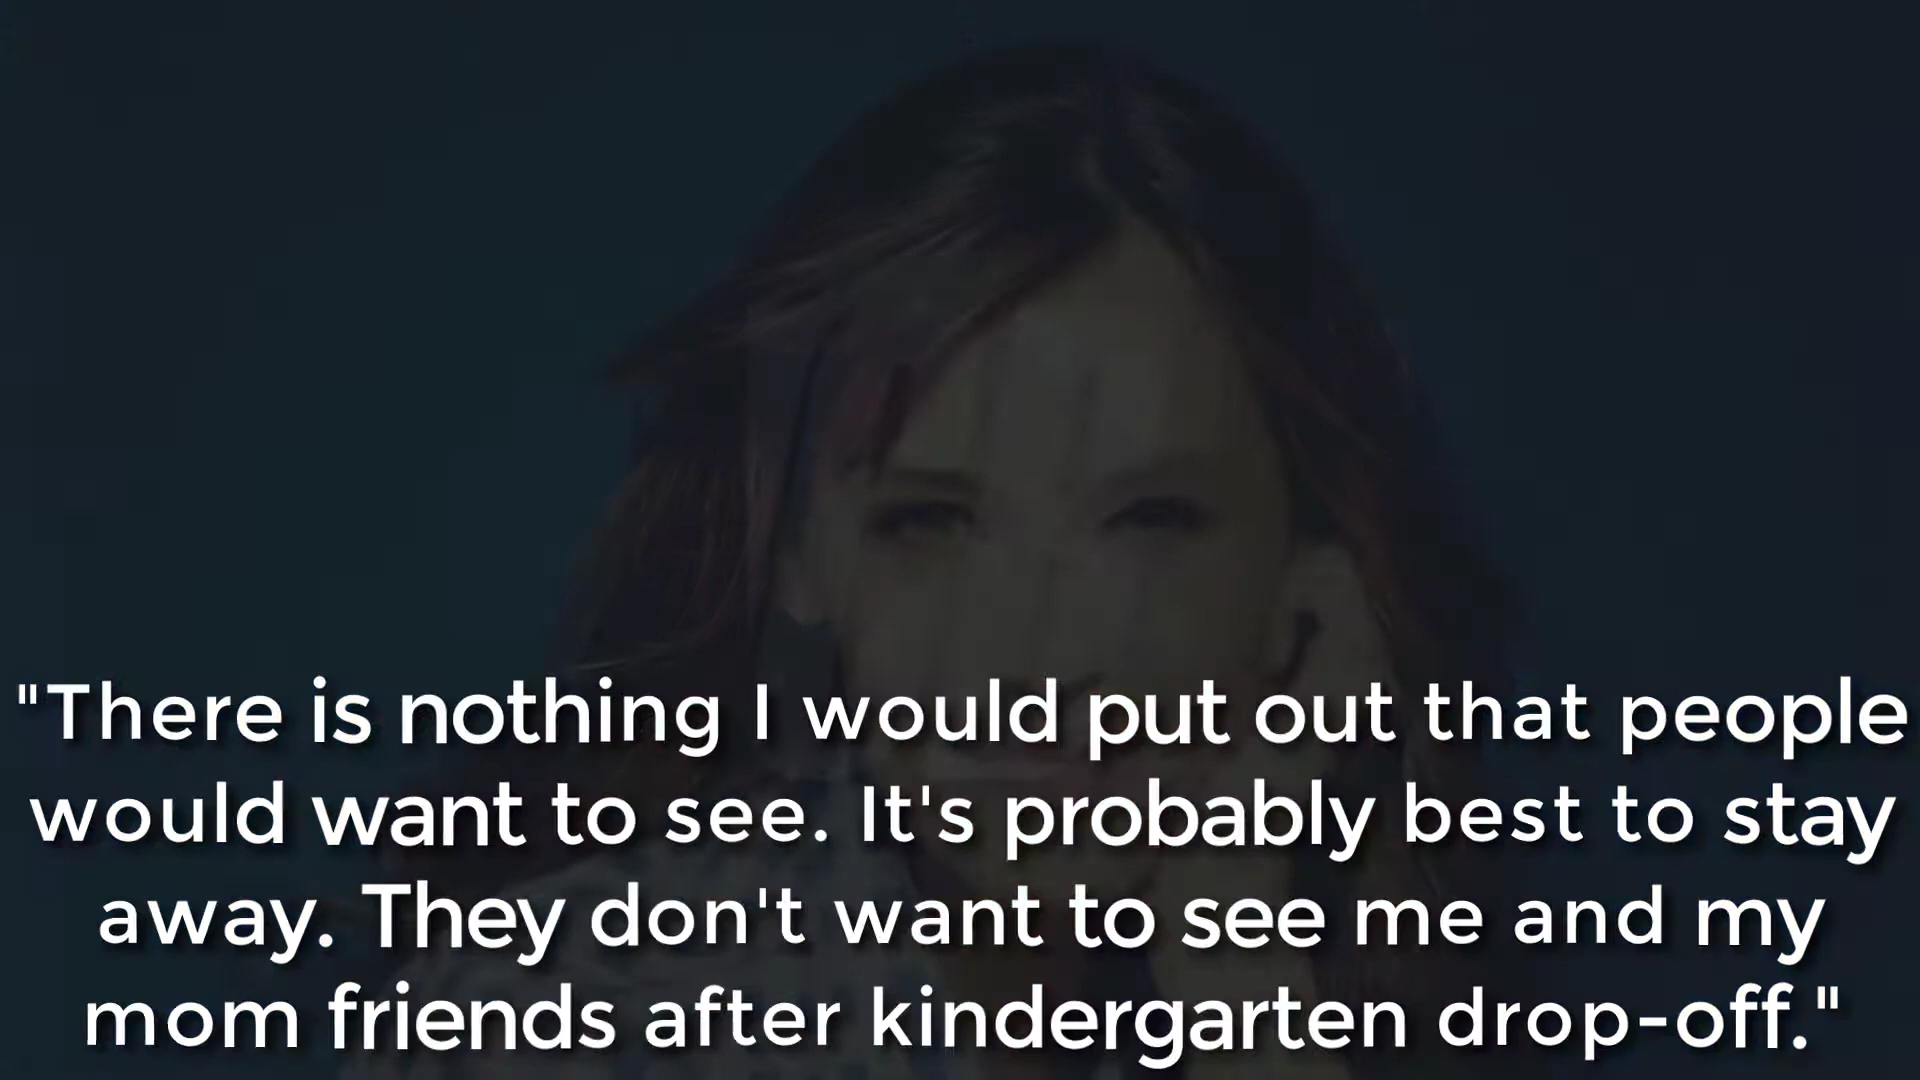 "There is nothing I would put out that people
would want to see. It's probably best to stay
away. They don't want to see me and my
mom friends after kindergarten drop-off."